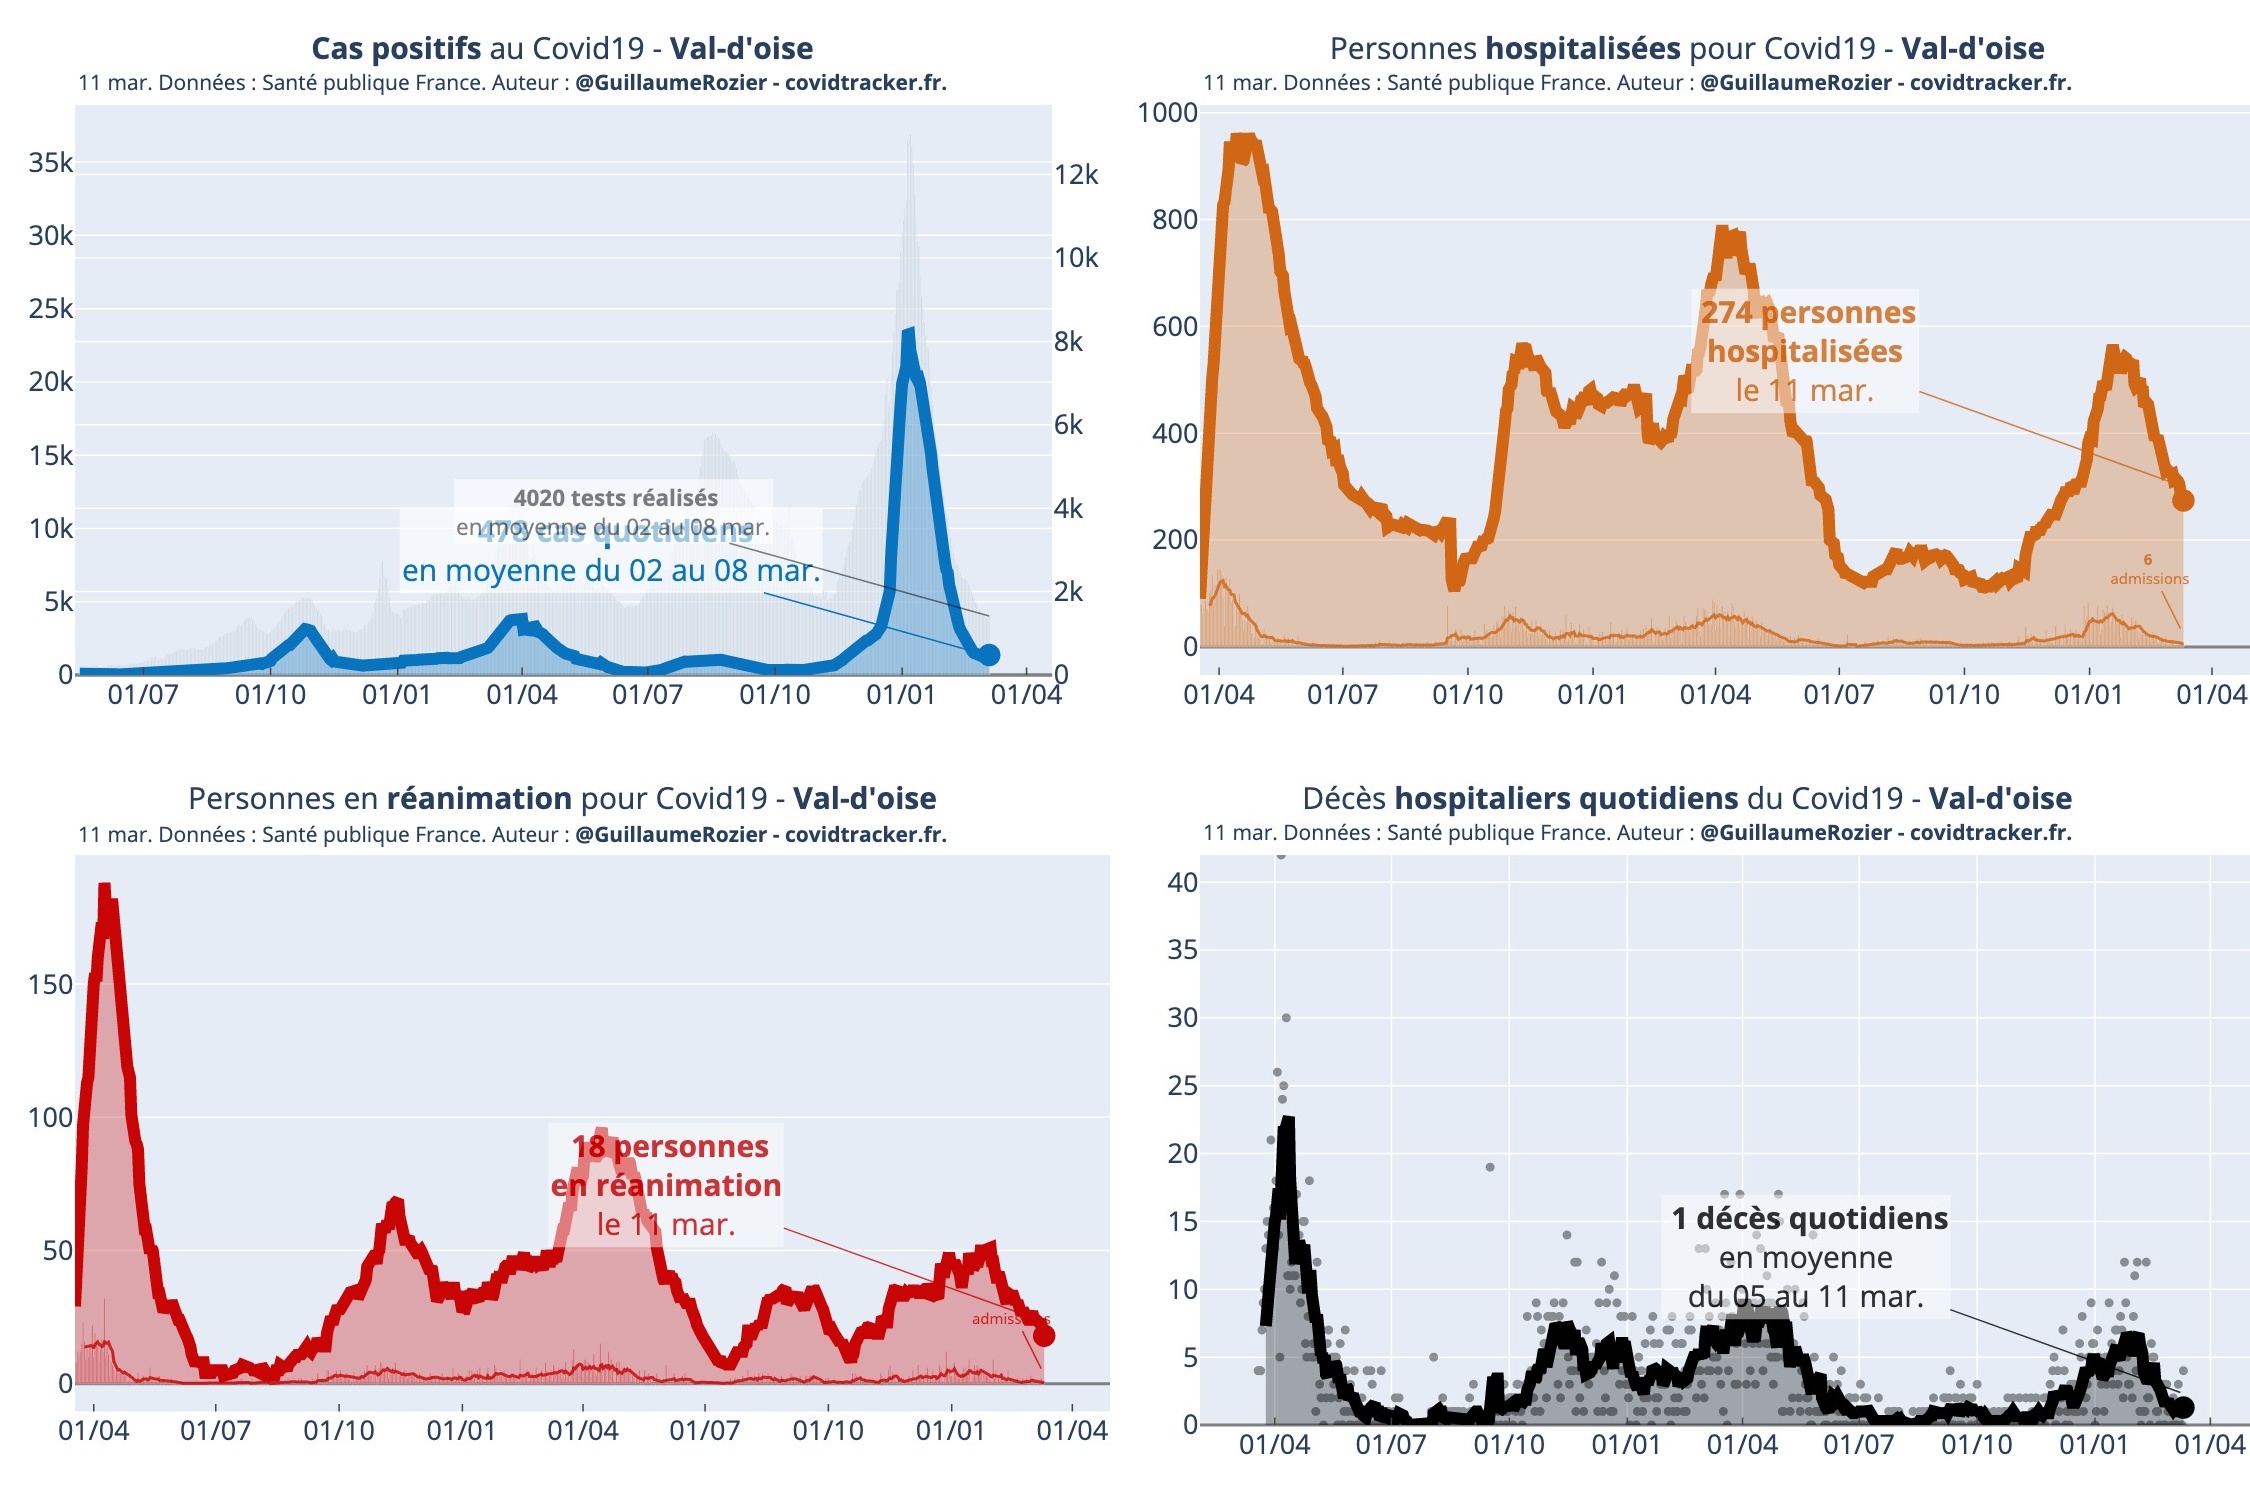 Cas positifs au Covid19 - Val-d'oise
11 mar. Données : Santé publique France. Auteur : @GuillaumeRozier - covidtracker.fr.
35k
30k
25k
20k
15k
10k
5k
0
12k
10k
8k
6k
4k
2k
0
4020 tests réalisés
en moyenne du 02 au 08 mar.
cas quotidiens
en moyenne du 02 au 08 mar.
01/07 01/10 01/01 01/04 01/07 01/10 01/01 01/04
Personnes hospitalisées pour Covid19 - Val-d'oise
11 mar. Données : Santé publique France. Auteur : @GuillaumeRozier - covidtracker.fr.
1000
800
600
400
200
0
274 personnes
hospitalisées
le 11 mar.
6
admissions
01/04 01/07 01/10 01/01 01/04 01/07 01/10 01/01 01/04
Personnes en réanimation pour Covid19 - Val-d'oise
11 mar. Données : Santé publique France. Auteur : @GuillaumeRozier - covidtracker.fr.
150
100
50
0
18 personnes
en réanimation
le 11 mar.
admissions
01/04 01/07 01/10 01/01 01/04 01/07 01/10 01/01 01/04
Décès hospitaliers quotidiens du Covid19 - Val-d'oise
11 mar. Données : Santé publique France. Auteur : @GuillaumeRozier - covidtracker.fr.
40
35
30
25
20
15
10
5
0
1 décès quotidiens
en moyenne
du 05 au 11 mar.
01/04 01/07 01/10 01/01 01/04 01/07 01/10 01/01 01/04